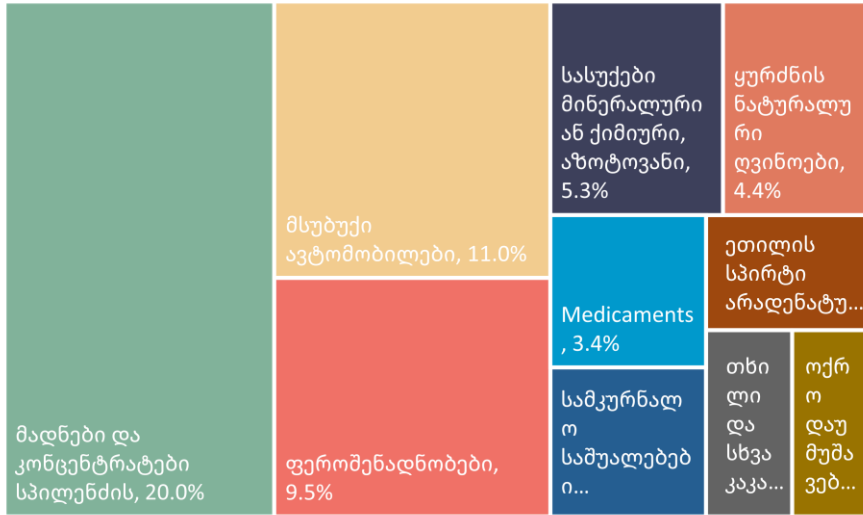 მადნები და
კონცენტრატები
სპილენძის, 20.0%
მსუბუქი
ავტომობილები, 11.0%
ფეროშენადნობები,
9.5%
სასუქები
მინერალური
ან ქიმიური,
აზოტოვანი,
5.3%
ყურძნის
ნატურალუ
რი
ღვინოები,
4.4%
Medicaments
, 3.4%
სამკურნალ
ო
საშუალებებ
ი...
ეთილის
სპირტი
არადენატუ...
თხი
ლი
და
სხვა
კაკა...
ოქრ
ო
დაუ
მუშა
ვებ...